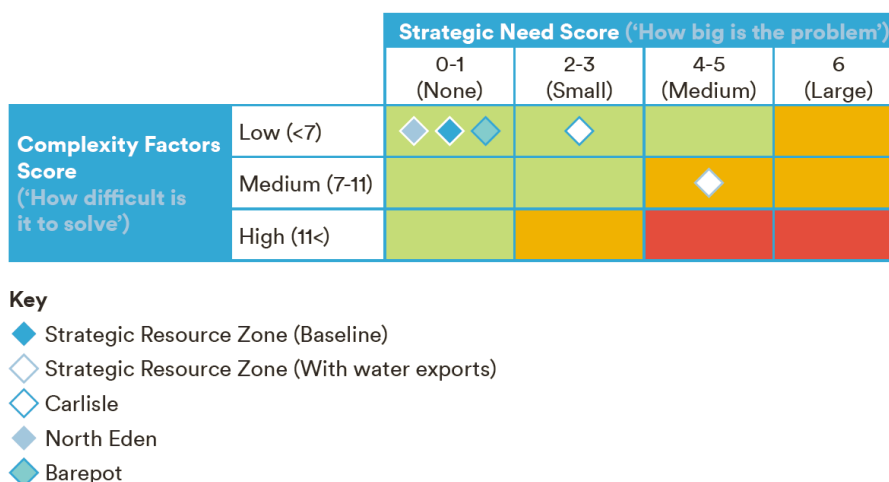 Strategic Need Score (‘How big is the problem’)
0-1 2-3 4-5 6
(None) (Small) (Medium) (Large)
Complexity Factors
Score
(‘How difficult is
it to solve’)
Low (<7)
Medium (7-11)
High (11<)
Key
Strategic Resource Zone (Baseline)
Strategic Resource Zone (With water exports)
Carlisle
North Eden
Barepot